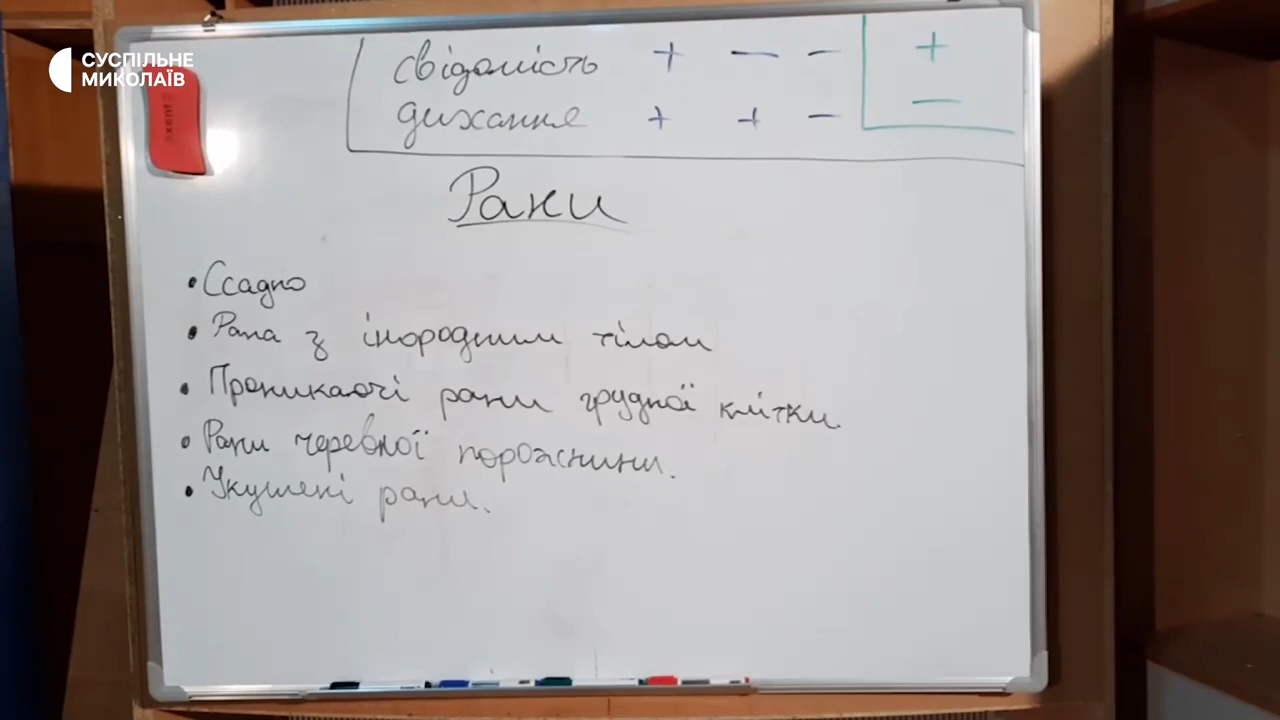 СУСПІЛЬНЕ
МИКОЛАЇВ
свідомість + — — +
дихання + + — —
Рани
• Ссадно
• Рана з інородним тілом
• Проникаючі рани грудної клітки.
• Рани черевної порожнини.
• Укушені рани.